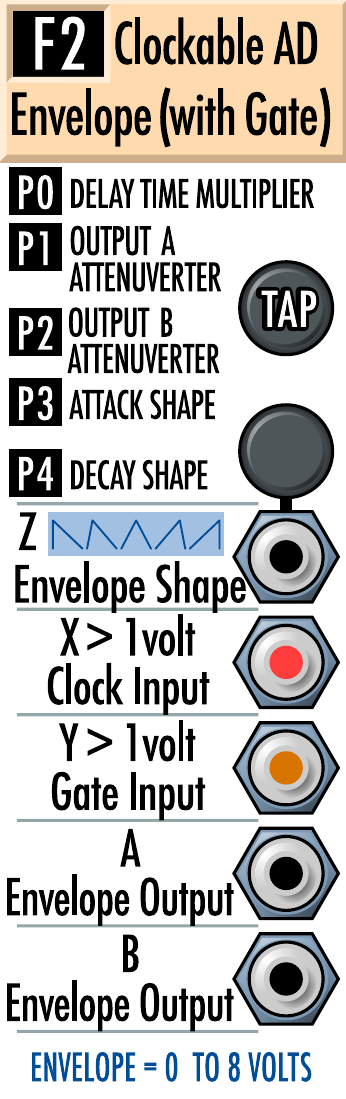 F2 Clockable AD
Envelope (with Gate)
P0 DELAY TIME MULTIPLIER
P1 OUTPUT A
ATTENUVERTER
TAP
P2 OUTPUT B
ATTENUVERTER
P3 ATTACK SHAPE
P4 DECAY SHAPE
Z
Envelope Shape
X > 1volt
Clock Input
Y > 1volt
Gate Input
A
Envelope Output
B
Envelope Output
ENVELOPE = 0 TO 8 VOLTS